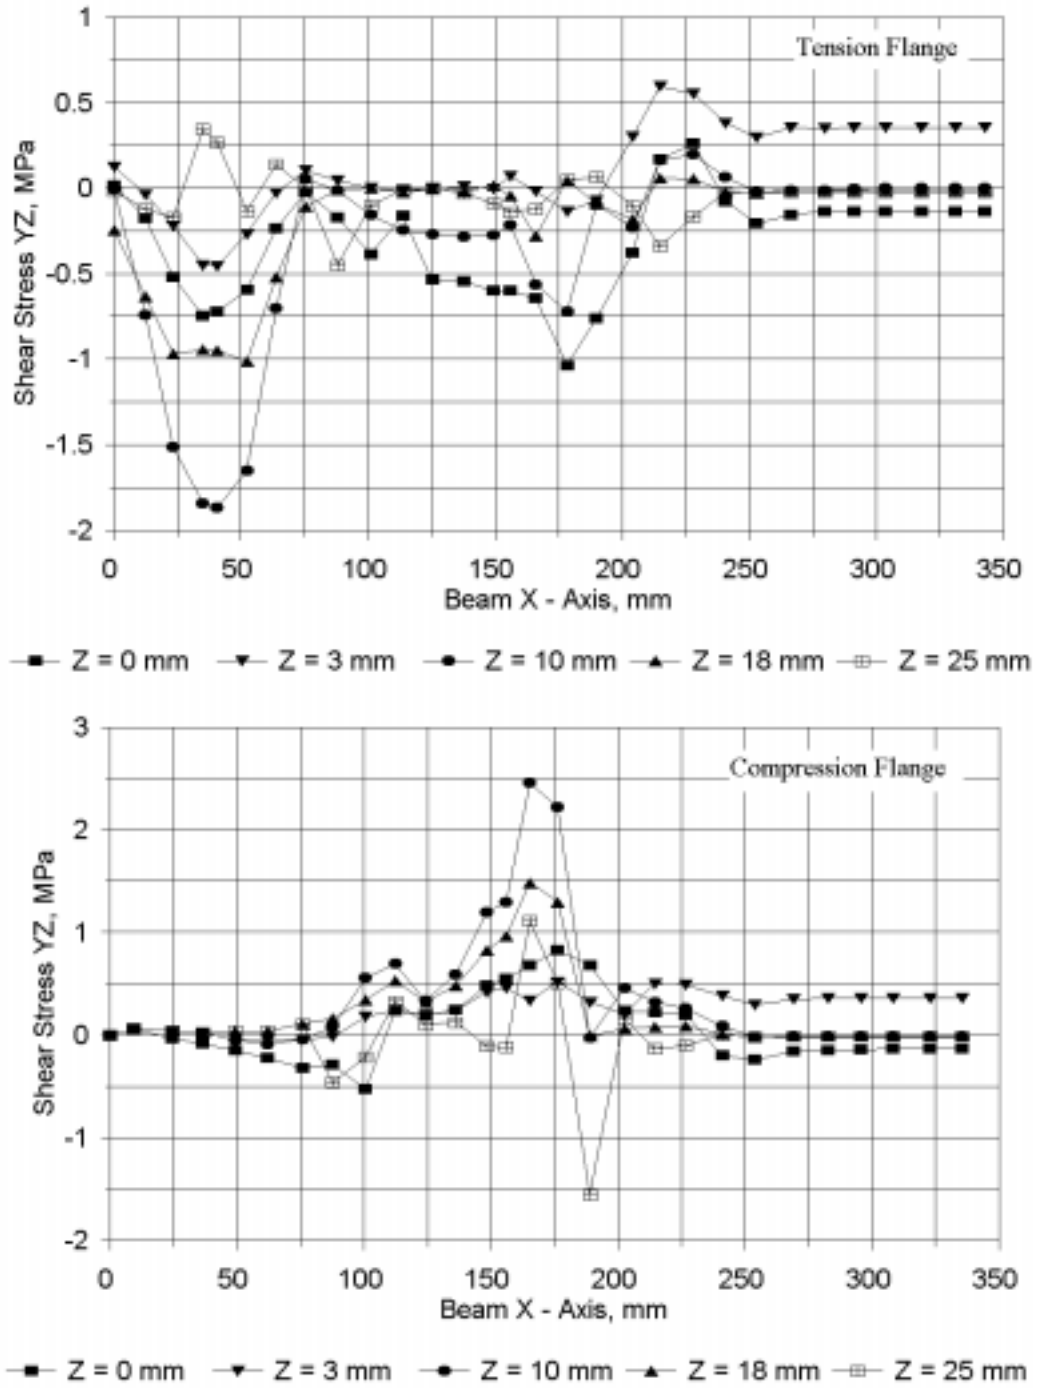 1
Tension Flange
0.5
0
-0.5
-1
-1.5
-2
Shear Stress YZ, MPa
0 50 100 150 200 250 300 350
Beam X - Axis, mm
Z = 0 mm Z = 3 mm Z = 10 mm Z = 18 mm Z = 25 mm
3
Compression Flange
2
1
0
-1
-2
Shear Stress YZ, MPa
0 50 100 150 200 250 300 350
Beam X - Axis, mm
Z = 0 mm Z = 3 mm Z = 10 mm Z = 18 mm Z = 25 mm